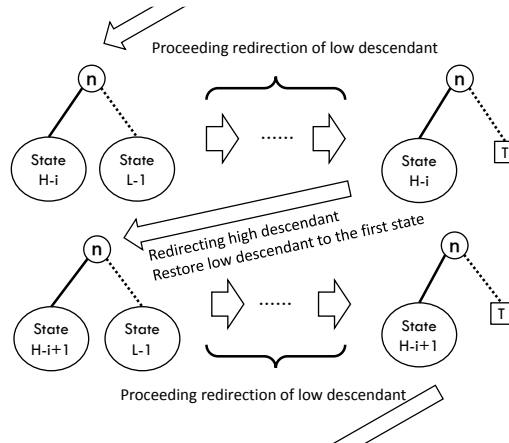 Proceeding redirection of low descendant
n
n
State
H-i
State
L-1
......
State
H-i
T
Redirecting high descendant
Restore low descendant to the first state
n
n
State
H-i+1
State
L-1
......
State
H-i+1
T
Proceeding redirection of low descendant